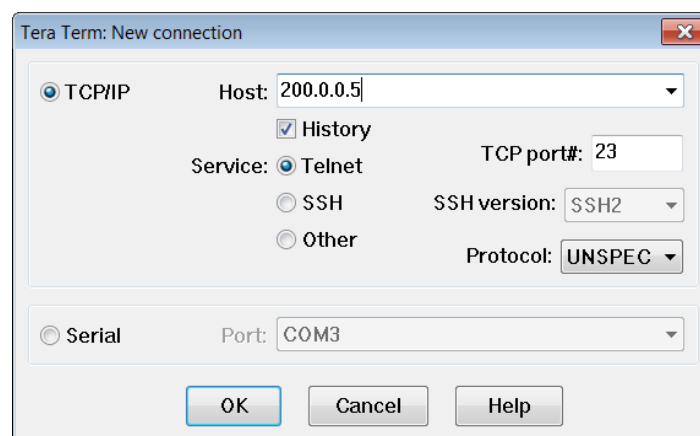 Tera Term: New connection
TCP/IP Host: 200.0.0.5
History
Service: Telnet TCP port#: 23
SSH SSH version: SSH2
Other Protocol: UNSPEC
Serial Port: COM3
OK Cancel Help